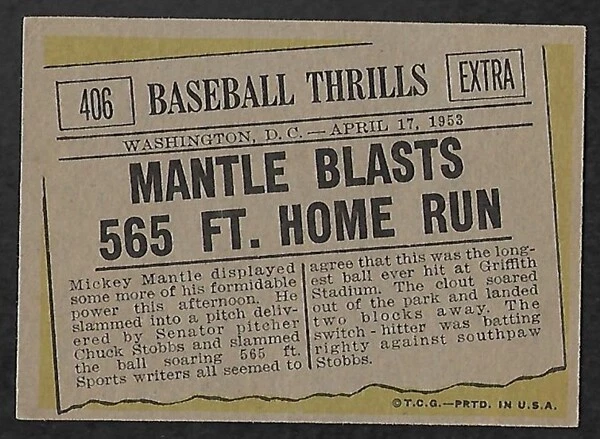 406 BASEBALL THRILLS EXTRA
WASHINGTON, D. C.—APRIL 17, 1953
MANTLE BLASTS
565 FT. HOME RUN
Mickey Mantle displayed
some more of his formidable
power this afternoon. He
slammed into a pitch deliv-
ered by Senator pitcher
Chuck Stobbs and slammed
the ball soaring 565 ft.
Sports writers all seemed to
agree that this was the long-
est ball ever hit at Griffith
Stadium. The clout soared
out of the park and landed
two blocks away. The
switch-hitter was batting
righty against southpaw
Stobbs.
©T.C.G.—PRTD. IN U.S.A.